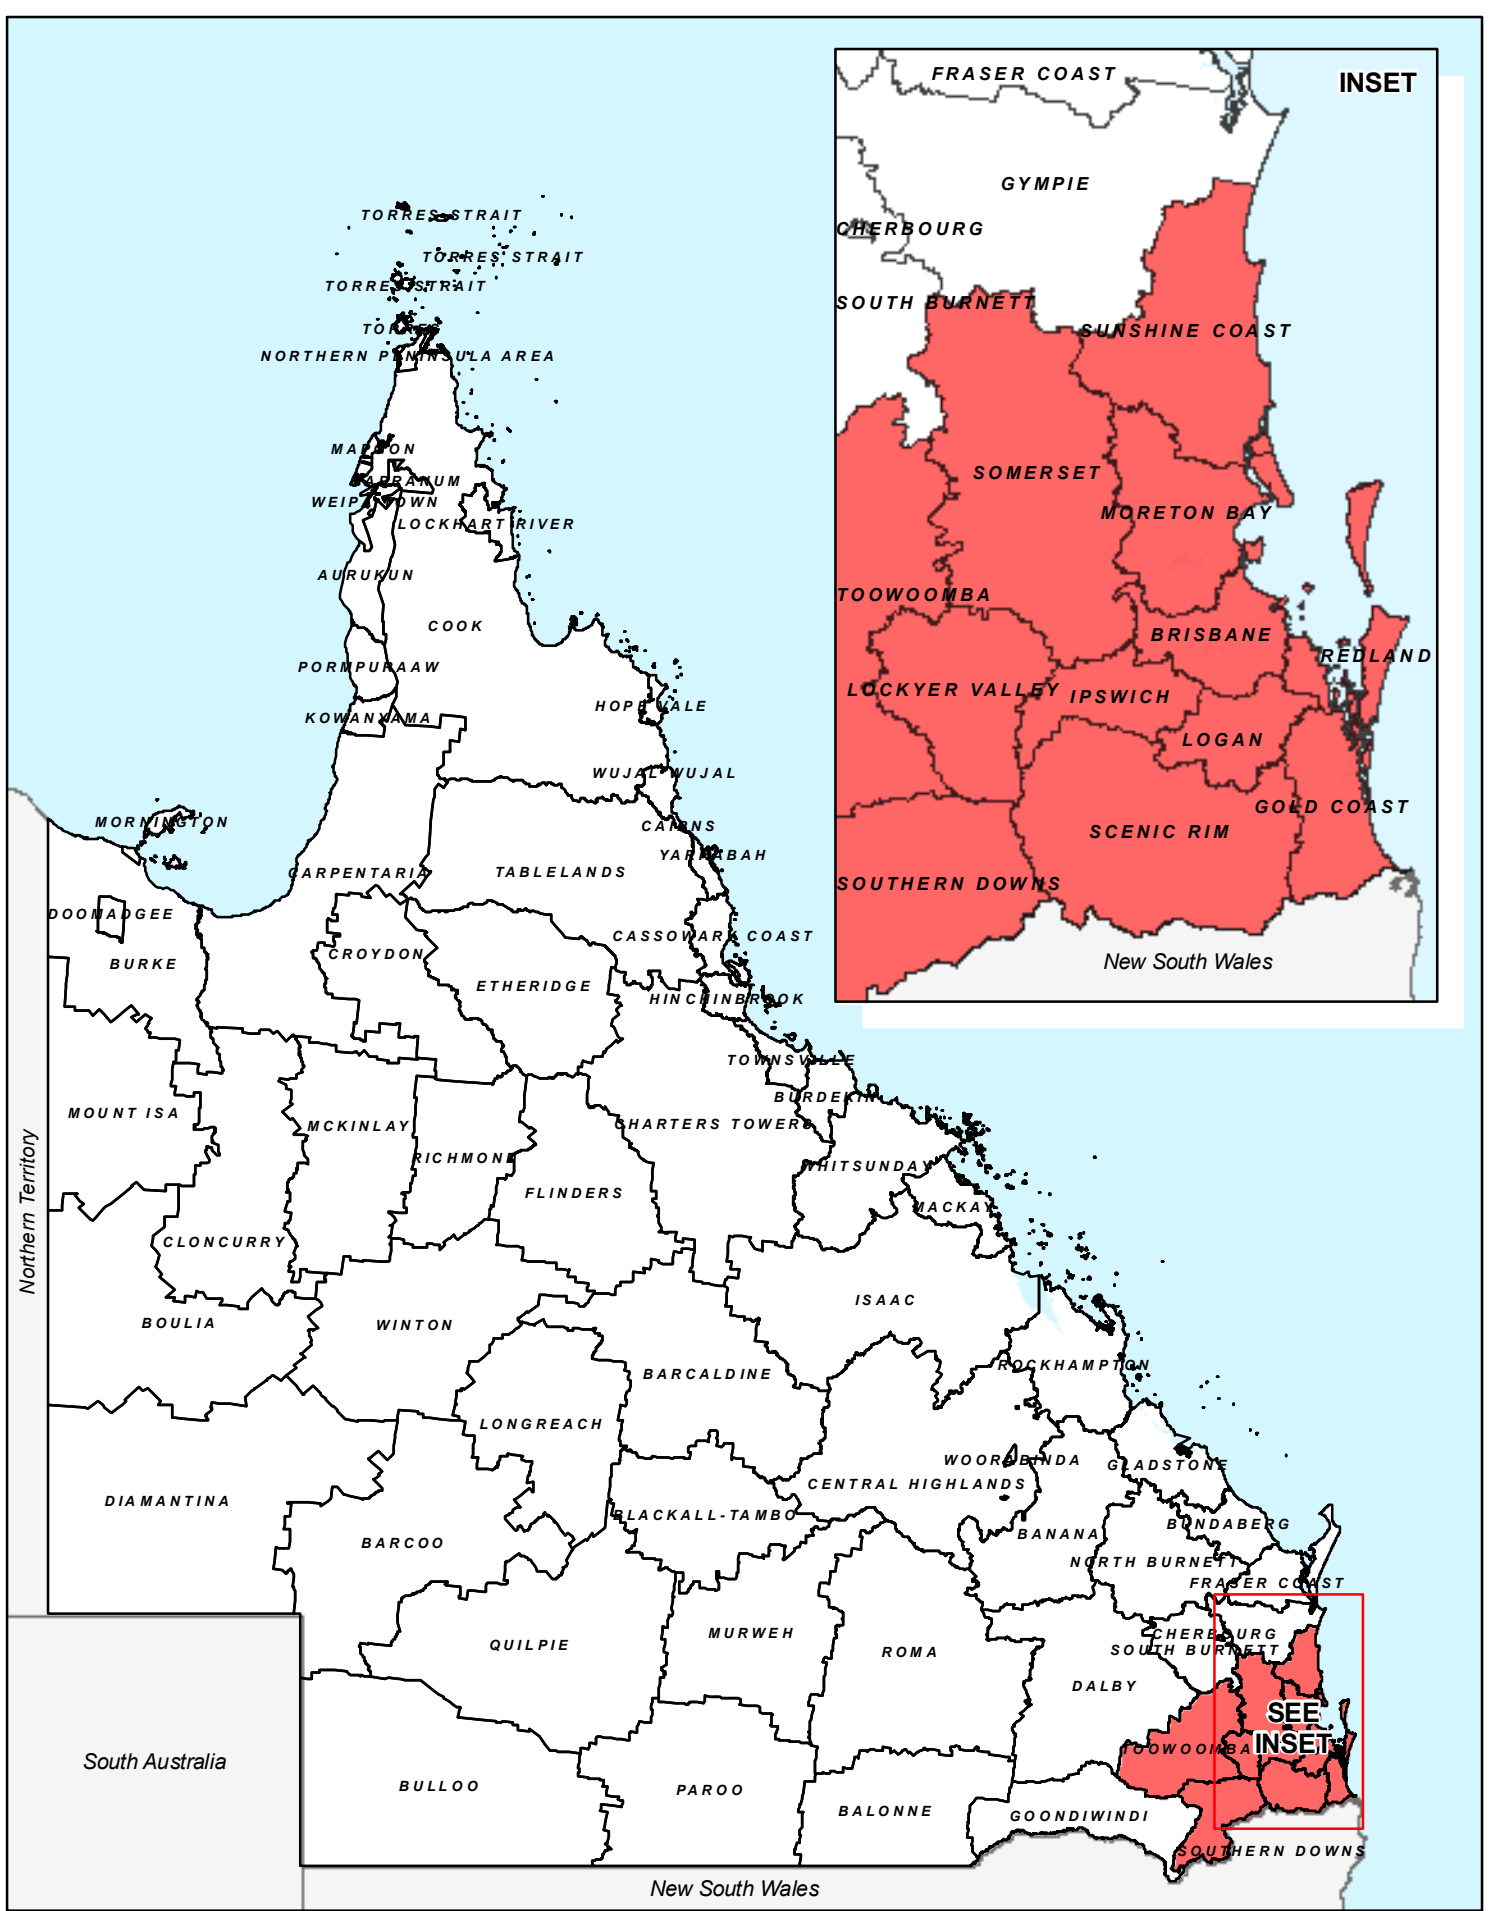 INSET
FRASER COAST
GYMPIE
CHERBOURG
SOUTH BURNETT
SUNSHINE COAST
SOMERSET
MORETON BAY
TOOWOOMBA
BRISBANE
REDLAND
LOCKYER VALLEY
IPSWICH
LOGAN
GOLD COAST
SCENIC RIM
SOUTHERN DOWNS
New South Wales
TORRES STRAIT
TORRES STRAIT
TORRES STRAIT
TORRES
NORTHERN PENINSULA AREA
MAPOON
NAPRANUM
WEIPA TOWN
LOCKHART RIVER
AURUKUN
COOK
PORMPURAAW
KOWANYAMA
HOPE VALE
WUJAL WUJAL
MORNINGTON
CAIRNS
YARRABAH
CARPENTARIA
TABLELANDS
DOOMADGEE
CASSOWARY COAST
CROYDON
BURKE
ETHERIDGE
HINCHINBROOK
TOWNSVILLE
BURDEKIN
MOUNT ISA
MCKINLAY
CHARTERS TOWERS
RICHMOND
WHITSUNDAY
FLINDERS
MACKAY
Northern Territory
CLONCURRY
ISAAC
BOULIA
WINTON
ROCKHAMPTON
BARCALDINE
LONGREACH
WOORABINDA
GLADSTONE
CENTRAL HIGHLANDS
DIAMANTINA
BLACKALL-TAMBO
BUNDABERG
BANANA
BARCOO
NORTH BURNETT
FRASER COAST
CHERBOURG
MURWEH
QUILPIE
SOUTH BURNETT
ROMA
DALBY
SEE
INSET
TOOWOOMBA
South Australia
BULLOO
PAROO
BALONNE
GOONDIWINDI
SOUTHERN DOWNS
New South Wales